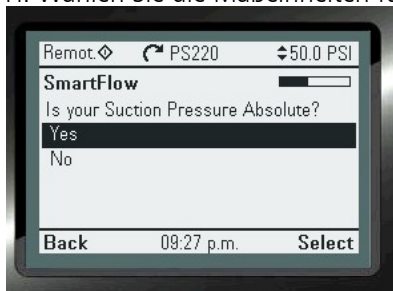 Remot. PS220 50.0 PSI
SmartFlow
Is your Suction Pressure Absolute?
Yes
No
Back 09:27 p.m. Select